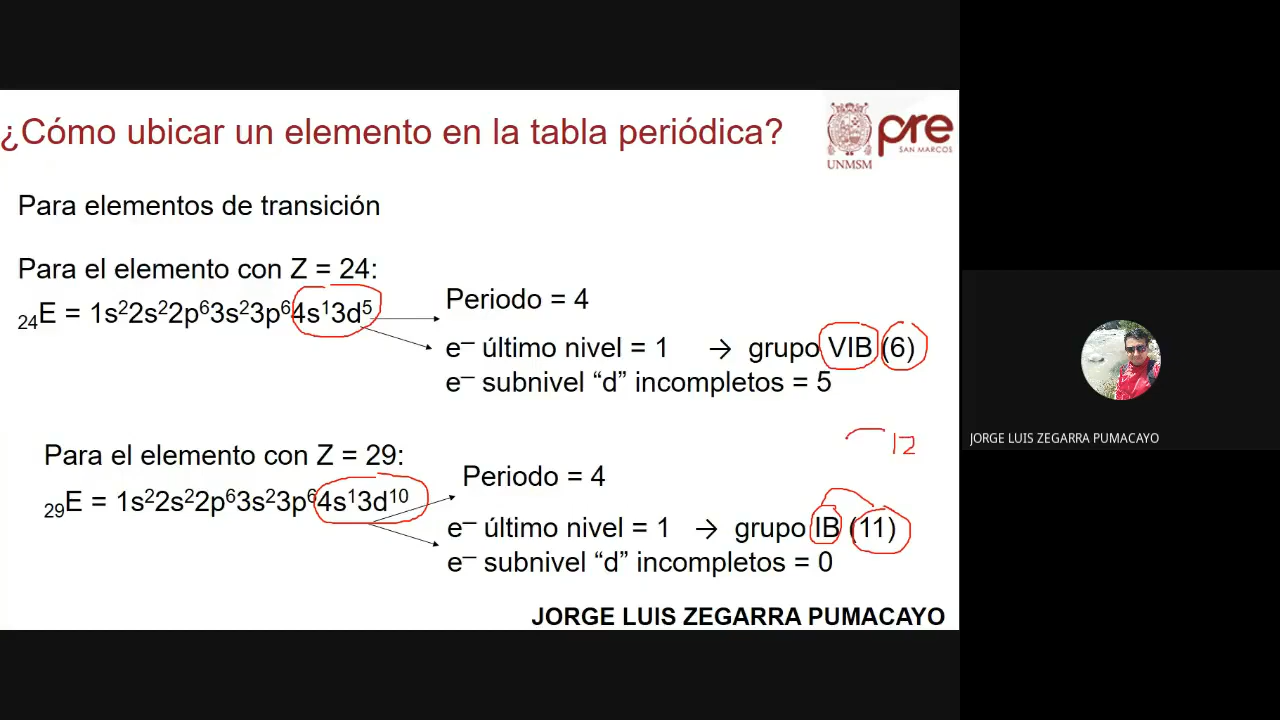 ¿Cómo ubicar un elemento en la tabla periódica?
UNMSM
pre
SAN MARCOS
Para elementos de transición
Para el elemento con Z = 24:
₂₄E = 1s²2s²2p⁶3s²3p⁶4s¹3d⁵
Periodo = 4
e⁻ último nivel = 1 → grupo VIB (6)
e⁻ subnivel “d” incompletos = 5
12
Para el elemento con Z = 29:
₂₉E = 1s²2s²2p⁶3s²3p⁶4s¹3d¹⁰
Periodo = 4
e⁻ último nivel = 1 → grupo IB (11)
e⁻ subnivel “d” incompletos = 0
JORGE LUIS ZEGARRA PUMACAYO
JORGE LUIS ZEGARRA PUMACAYO